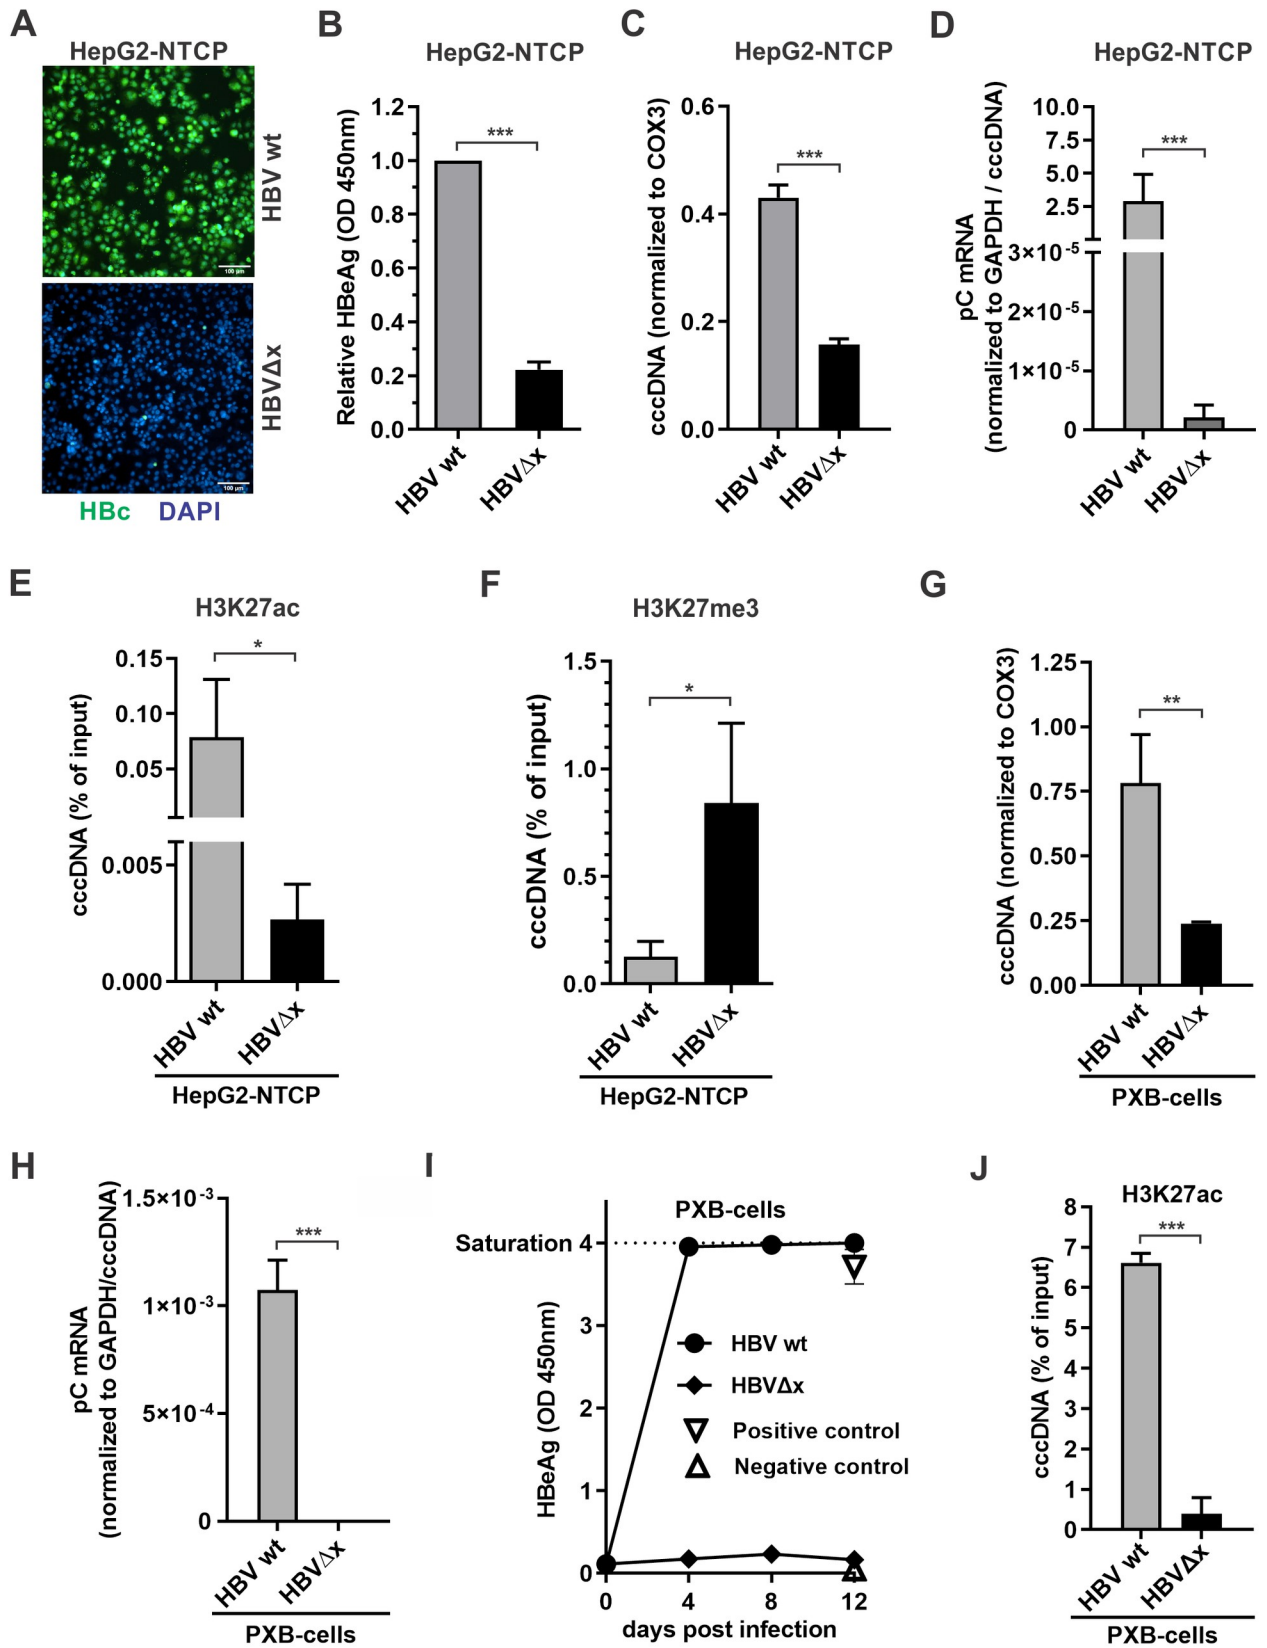 A
HepG2-NTCP
HBV wt
100 µm
HBVΔx
100 µm
HBc DAPI
B
HepG2-NTCP
Relative HBeAg (OD 450nm)
1.2
1.0
0.8
0.6
0.4
0.2
0.0
***
HBV wt
HBVΔx
C
HepG2-NTCP
cccDNA (normalized to COX3)
0.6
0.4
0.2
0.0
***
HBV wt
HBVΔx
D
HepG2-NTCP
pC mRNA
(normalized to GAPDH / cccDNA)
10.0
7.5
5.0
2.5
3×10⁻⁵
2×10⁻⁵
1×10⁻⁵
0
***
HBV wt
HBVΔx
E
H3K27ac
cccDNA (% of input)
0.15
0.10
0.05
0.005
0.000
*
HBV wt
HBVΔx
HepG2-NTCP
F
H3K27me3
cccDNA (% of input)
1.5
1.0
0.5
0.0
*
HBV wt
HBVΔx
HepG2-NTCP
G
cccDNA (normalized to COX3)
1.25
1.00
0.75
0.50
0.25
0.00
**
HBV wt
HBVΔx
PXB-cells
H
pC mRNA
(normalized to GAPDH/cccDNA)
1.5×10⁻³
1×10⁻³
5×10⁻⁴
0
***
HBV wt
HBVΔx
PXB-cells
I
PXB-cells
HBeAg (OD 450nm)
Saturation 4
3
2
1
0
HBV wt
HBVΔx
Positive control
Negative control
0 4 8 12
days post infection
J
H3K27ac
cccDNA (% of input)
8
7
6
5
4
3
2
1
0
***
HBV wt
HBVΔx
PXB-cells